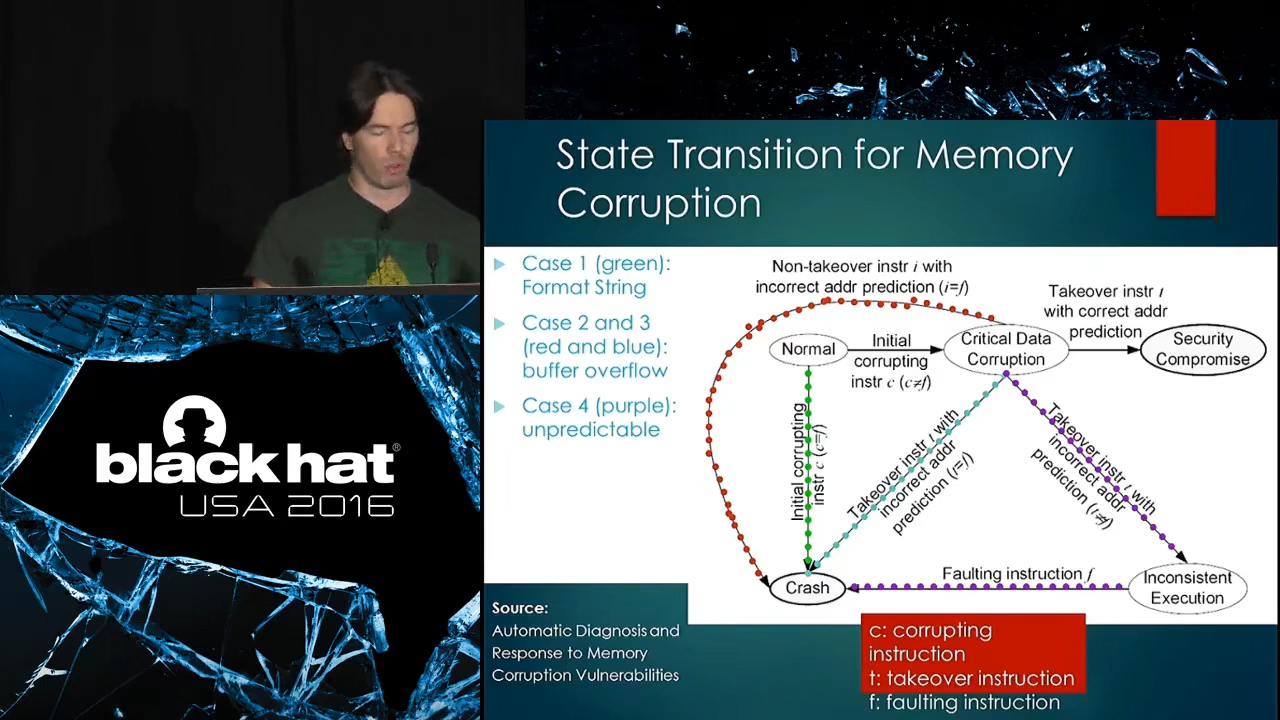 State Transition for Memory
Corruption
Case 1 (green):
Format String
Case 2 and 3
(red and blue):
buffer overflow
Case 4 (purple):
unpredictable
Non-takeover instr i with
incorrect addr prediction (i=f)
Normal
Initial
corrupting
instr c (c≠f)
Critical Data
Corruption
Takeover instr t
with correct addr
prediction
Security
Compromise
Initial corrupting
instr c (c=f)
Takeover instr t with
incorrect addr
prediction (t=f)
Takeover instr t with
incorrect addr
prediction (t≠f)
Crash
Faulting instruction f
Inconsistent
Execution
Source:
Automatic Diagnosis and
Response to Memory
Corruption Vulnerabilities
c: corrupting
instruction
t: takeover instruction
f: faulting instruction
black hat®
USA 2016